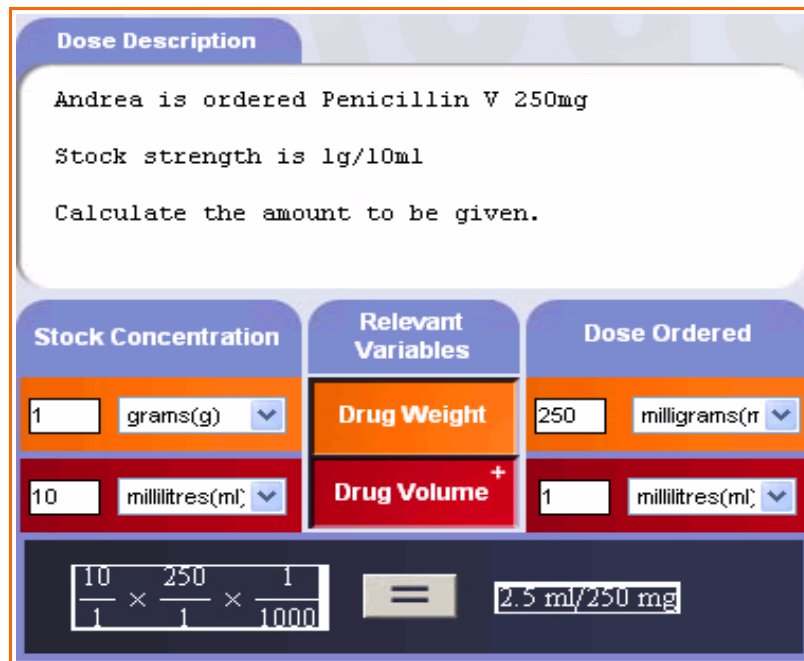 Dose Description
Andrea is ordered Penicillin V 250mg
Stock strength is 1g/10ml
Calculate the amount to be given.
Stock Concentration
Relevant
Variables
Dose Ordered
1 grams(g) Drug Weight 250 milligrams(m
10 millilitres(ml) Drug Volume + 1 millilitres(ml)
10/1 × 250/1 × 1/1000 = 2.5 ml/250 mg